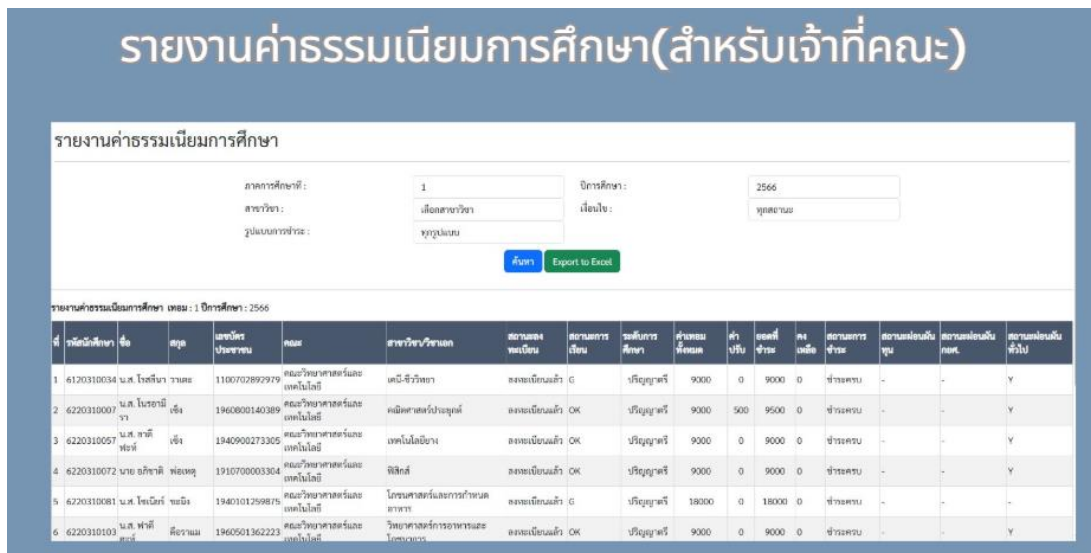 รายงานค่าธรรมเนียมการศึกษา(สำหรับเจ้าที่คณะ)
รายงานค่าธรรมเนียมการศึกษา
ภาคการศึกษาที่ : 1 ปีการศึกษา : 2566
สาขาวิชา : เลือกสาขาวิชา เงื่อนไข : ทุกสถานะ
รูปแบบการชำระ : ทุกรูปแบบ
ค้นหา Export to Excel
รายงานค่าธรรมเนียมการศึกษา เทอม : 1 ปีการศึกษา : 2566
ที่ รหัสนักศึกษา ชื่อ สกุล เลขบัตรประชาชน คณะ สาขาวิชา/วิชาเอก สถานะลงทะเบียน สถานะการเรียน ระดับการศึกษา ค่าเทอมทั้งหมด ค่าปรับ ยอดที่ชำระ คงเหลือ สถานะการชำระ สถานะผ่อนผันทุน สถานะผ่อนผันกยศ. สถานะผ่อนผันทั่วไป
1 6120310034 น.ส. โรสลีนา วาเตะ 1100702892979 คณะวิทยาศาสตร์และเทคโนโลยี เคมี-ชีววิทยา ลงทะเบียนแล้ว G ปริญญาตรี 9000 0 9000 0 ชำระครบ - - Y
2 6220310007 น.ส. ไนรอามีรา เซ็ง 1960800140389 คณะวิทยาศาสตร์และเทคโนโลยี คณิตศาสตร์ประยุกต์ ลงทะเบียนแล้ว OK ปริญญาตรี 9000 500 9500 0 ชำระครบ - - Y
3 6220310057 น.ส. ฮาดีฟะห์ เซ็ง 1940900273305 คณะวิทยาศาสตร์และเทคโนโลยี เทคโนโลยียาง ลงทะเบียนแล้ว OK ปริญญาตรี 9000 0 9000 0 ชำระครบ - - Y
4 6220310072 นาย อภิชาติ พ่อเหตุ 1910700003304 คณะวิทยาศาสตร์และเทคโนโลยี ฟิสิกส์ ลงทะเบียนแล้ว OK ปริญญาตรี 9000 0 9000 0 ชำระครบ - - Y
5 6220310081 น.ส. 1940101259875 คณะวิทยาศาสตร์และเทคโนโลยี โภชนศาสตร์และการกำหนดอาหาร ลงทะเบียนแล้ว G ปริญญาตรี 18000 0 18000 0 ชำระครบ - - -
6 6220310103 น.ส. 1960501362223 คณะวิทยาศาสตร์และเทคโนโลยี วิทยาศาสตร์การอาหารและโภชนาการ ลงทะเบียนแล้ว OK ปริญญาตรี 9000 0 9000 0 ชำระครบ - - Y